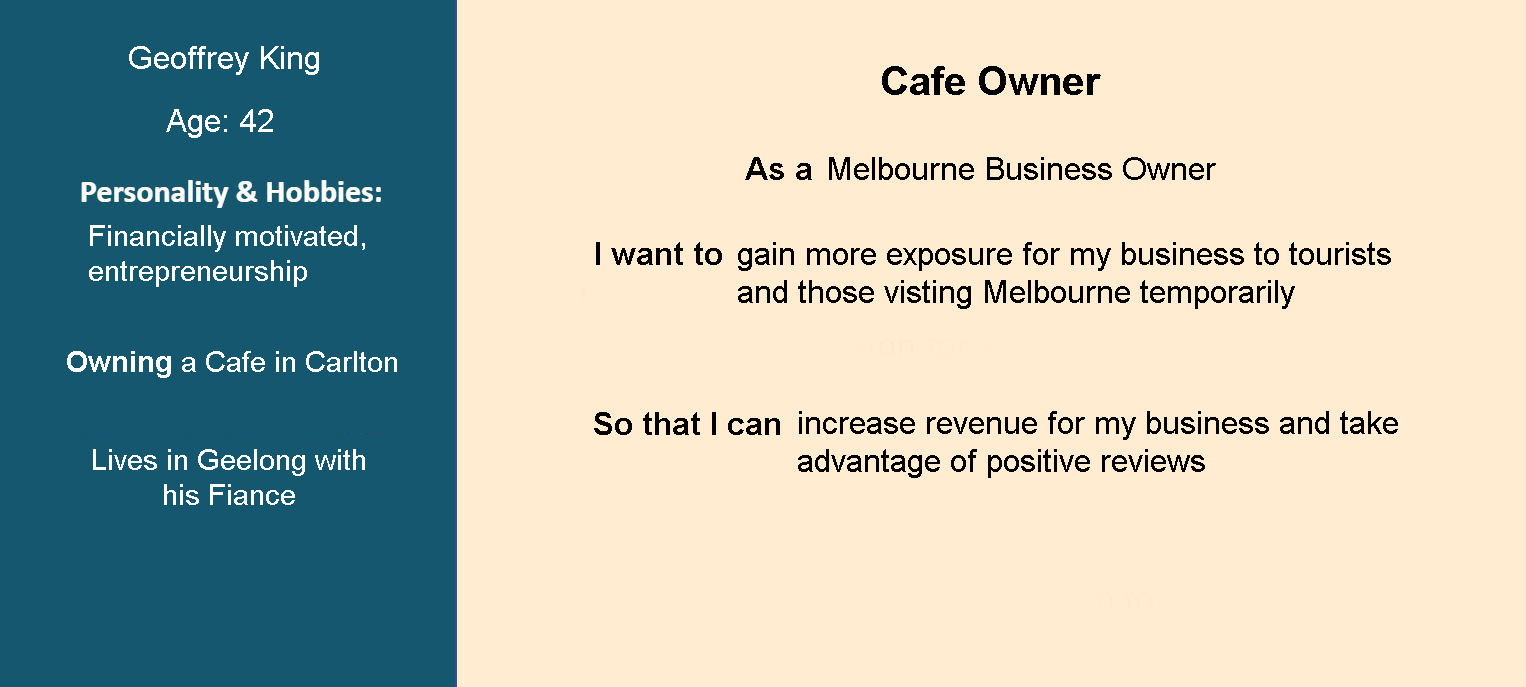 Geoffrey King
Age: 42
Personality & Hobbies:
Financially motivated,
entrepreneurship
Owning a Cafe in Carlton
Lives in Geelong with
his Fiance
Cafe Owner
As a Melbourne Business Owner
I want to gain more exposure for my business to tourists
and those visting Melbourne temporarily
So that I can increase revenue for my business and take
advantage of positive reviews